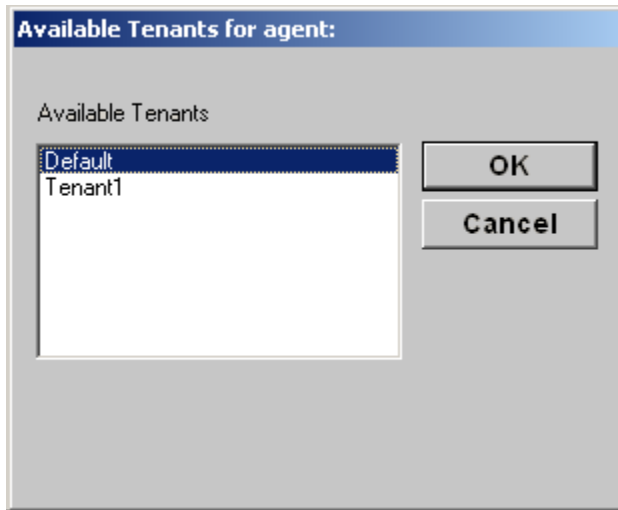 Available Tenants for agent:
Available Tenants
Default
Tenant1
OK
Cancel